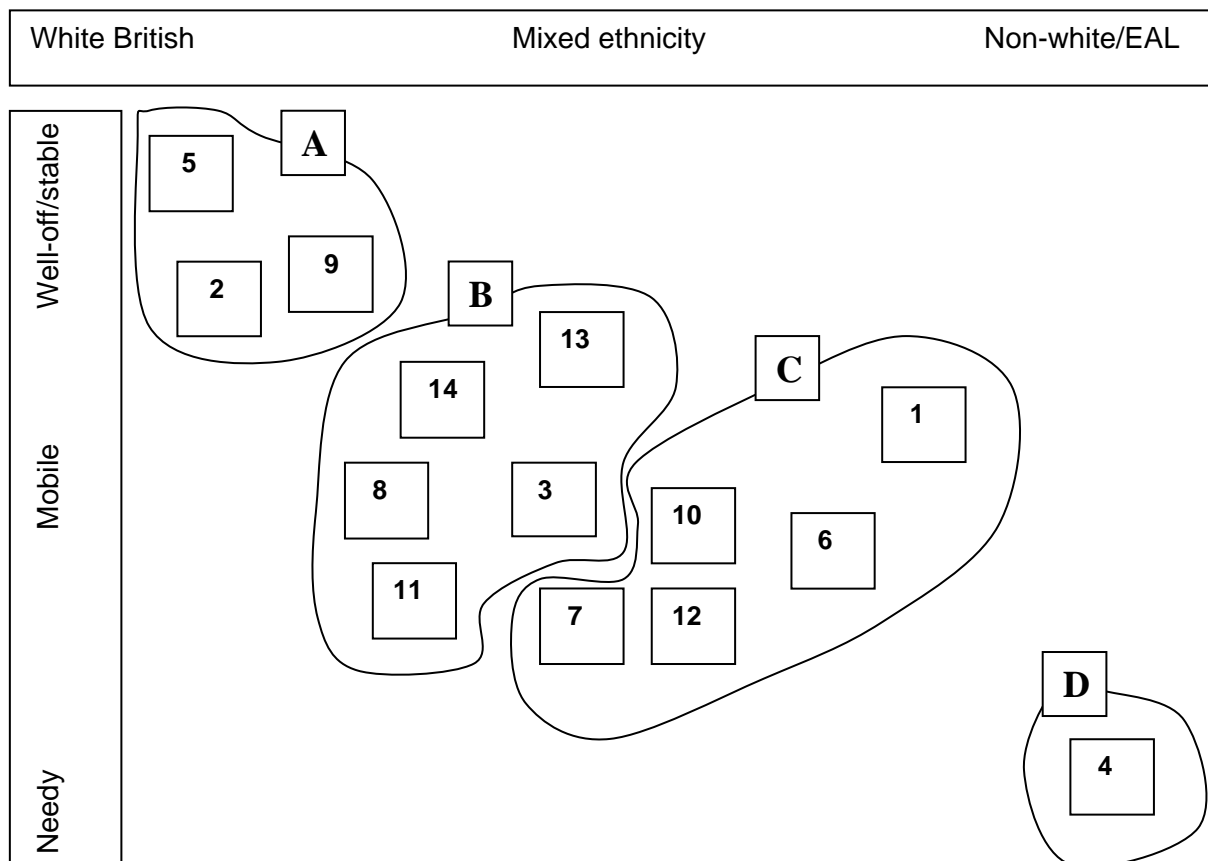 White British Mixed ethnicity Non-white/EAL
Well-off/stable
Mobile
Needy
A
5
9
2
B
13
14
8
3
11
C
1
10
6
7
12
D
4